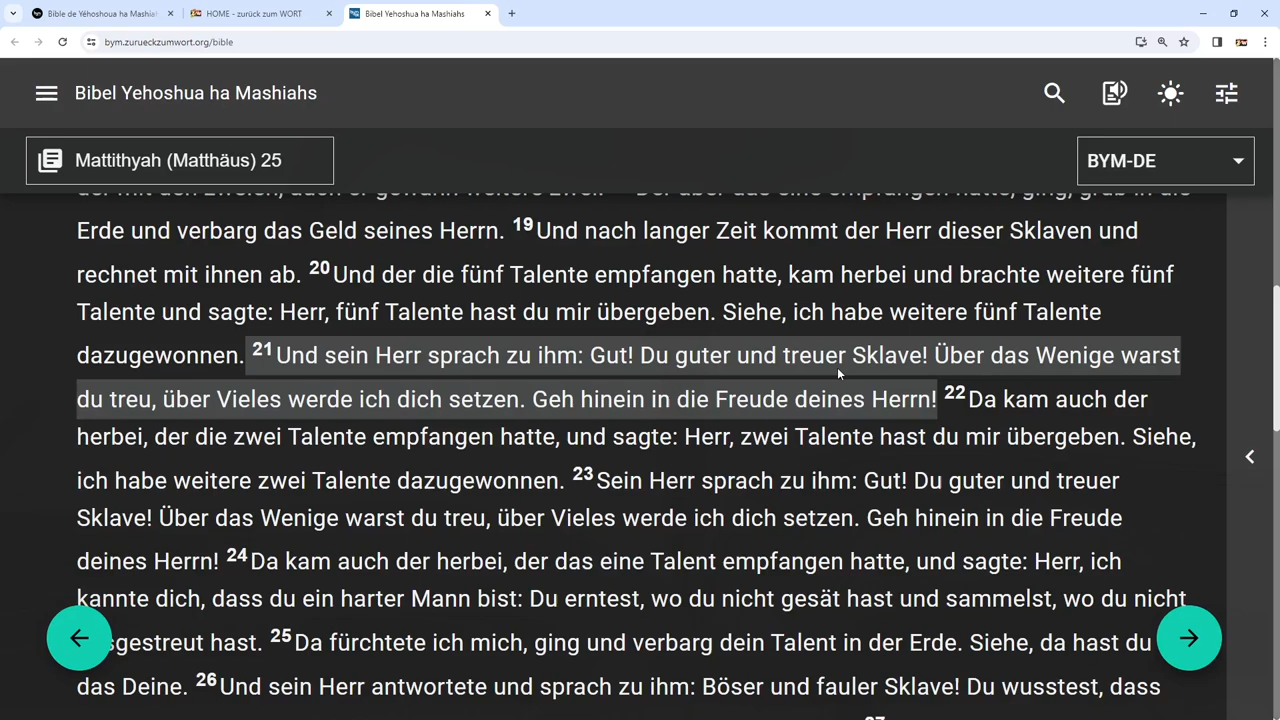 Bible de Yéhoshoua ha Mashia
HOME - zurück zum WORT
Bibel Yehoshua ha Mashiahs
bym.zurueckzumwort.org/bible
Bibel Yehoshua ha Mashiahs
Mattithyah (Matthäus) 25
BYM-DE
Erde und verbarg das Geld seines Herrn. 19 Und nach langer Zeit kommt der Herr dieser Sklaven und
rechnet mit ihnen ab. 20 Und der die fünf Talente empfangen hatte, kam herbei und brachte weitere fünf
Talente und sagte: Herr, fünf Talente hast du mir übergeben. Siehe, ich habe weitere fünf Talente
dazugewonnen. 21 Und sein Herr sprach zu ihm: Gut! Du guter und treuer Sklave! Über das Wenige warst
du treu, über Vieles werde ich dich setzen. Geh hinein in die Freude deines Herrn! 22 Da kam auch der
herbei, der die zwei Talente empfangen hatte, und sagte: Herr, zwei Talente hast du mir übergeben. Siehe,
ich habe weitere zwei Talente dazugewonnen. 23 Sein Herr sprach zu ihm: Gut! Du guter und treuer
Sklave! Über das Wenige warst du treu, über Vieles werde ich dich setzen. Geh hinein in die Freude
deines Herrn! 24 Da kam auch der herbei, der das eine Talent empfangen hatte, und sagte: Herr, ich
kannte dich, dass du ein harter Mann bist: Du erntest, wo du nicht gesät hast und sammelst, wo du nicht
sgestreut hast. 25 Da fürchtete ich mich, ging und verbarg dein Talent in der Erde. Siehe, da hast du
das Deine. 26 Und sein Herr antwortete und sprach zu ihm: Böser und fauler Sklave! Du wusstest, dass